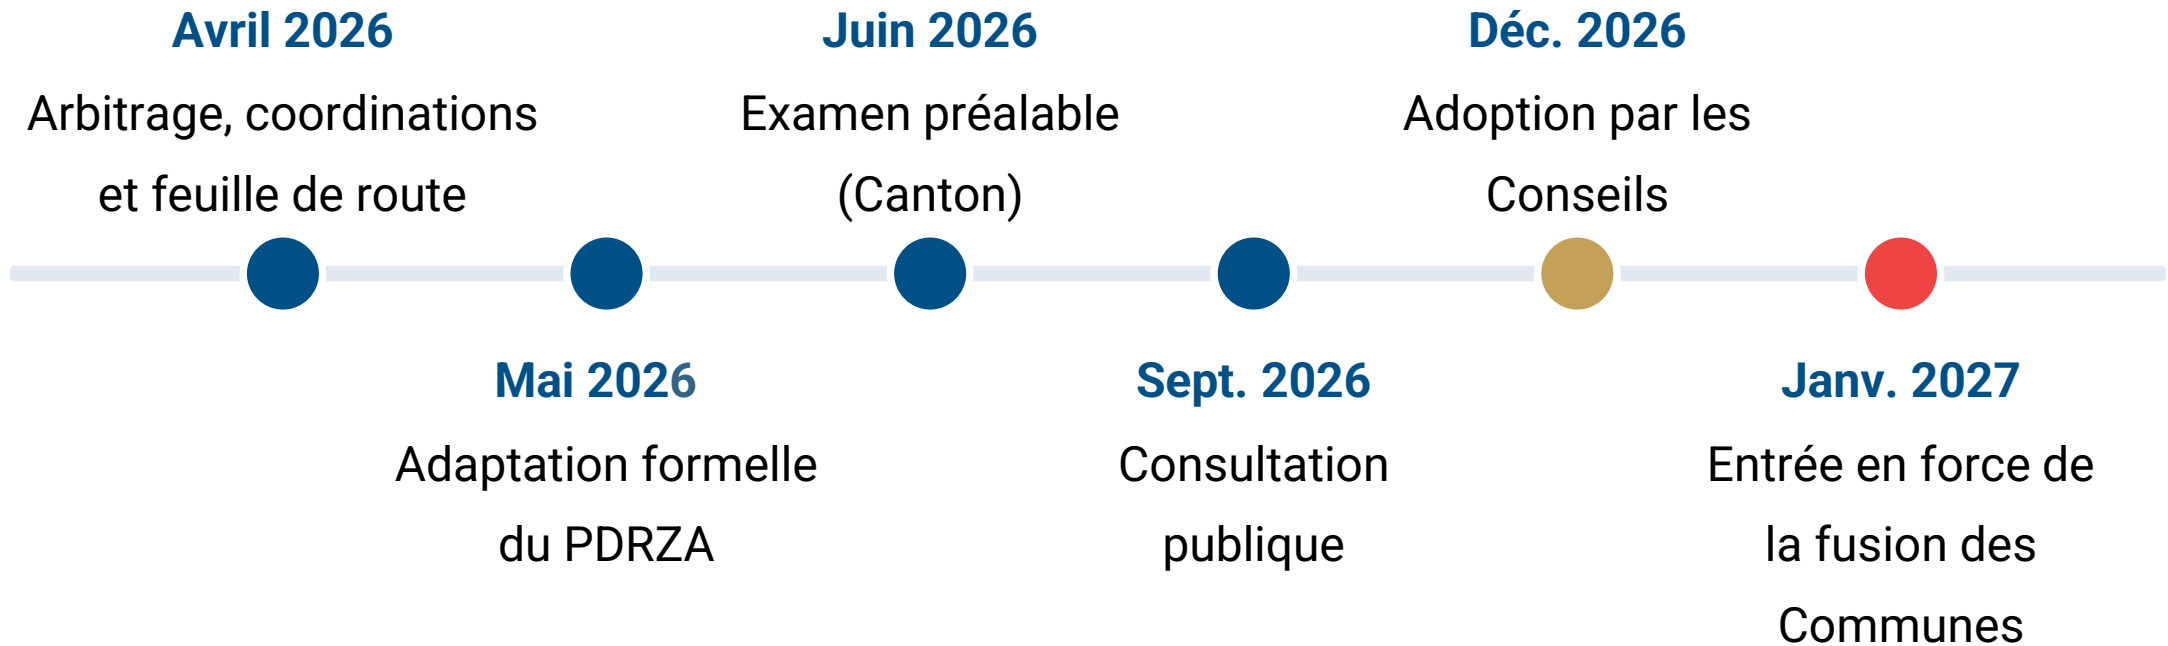 Avril 2026
Arbitrage, coordinations
et feuille de route
Mai 2026
Adaptation formelle
du PDRZA
Juin 2026
Examen préalable
(Canton)
Sept. 2026
Consultation
publique
Déc. 2026
Adoption par les
Conseils
Janv. 2027
Entrée en force de
la fusion des
Communes